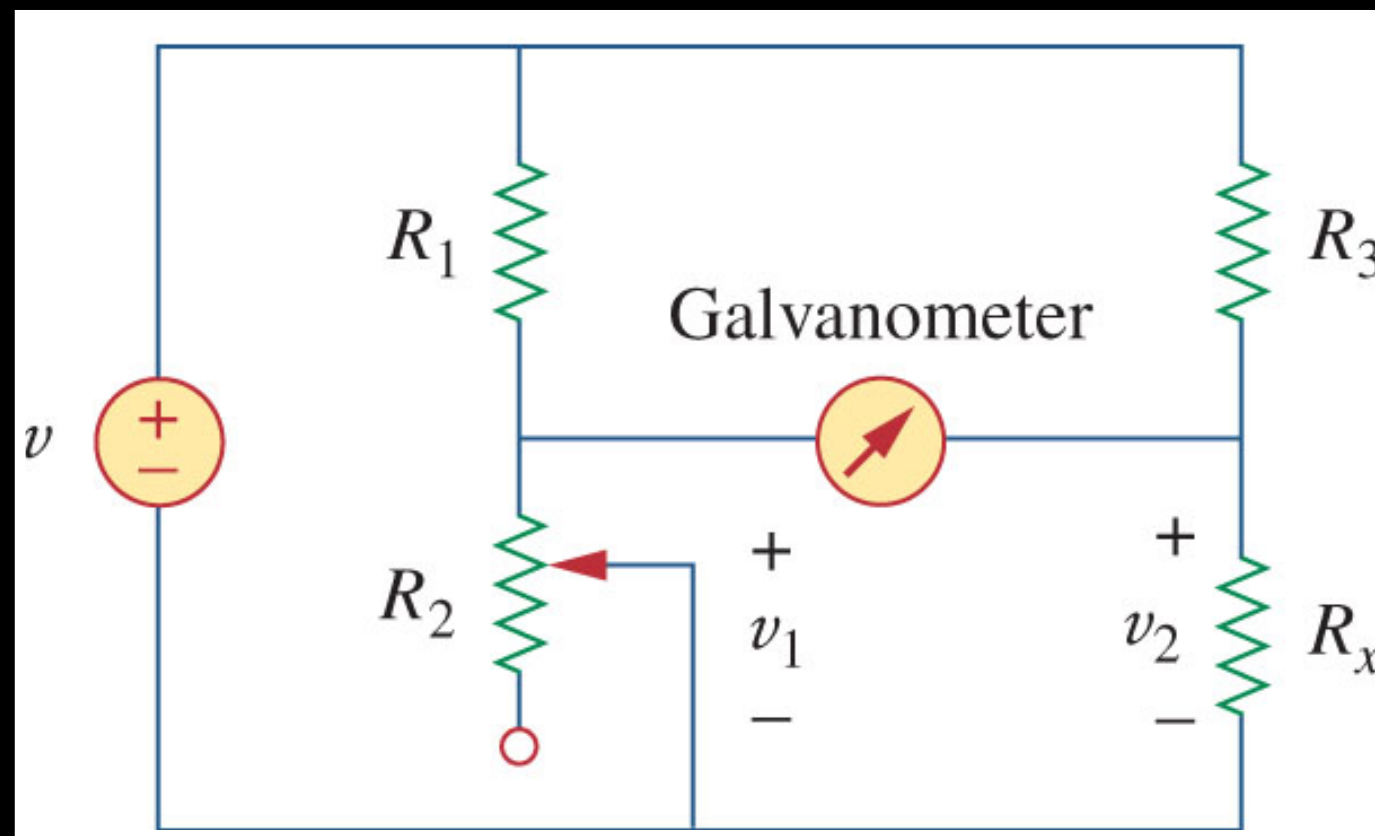 R₁
R₃
Galvanometer
v
+
−
R₂
+
v₁
−
+
v₂
−
Rₓ